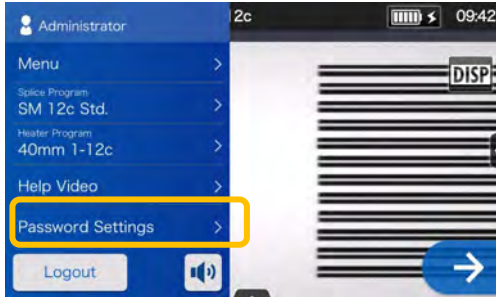 Administrator
2c
09:42
Menu
DISP
Splice Program
SM 12c Std.
Heater Program
40mm 1-12c
Help Video
Password Settings
Logout